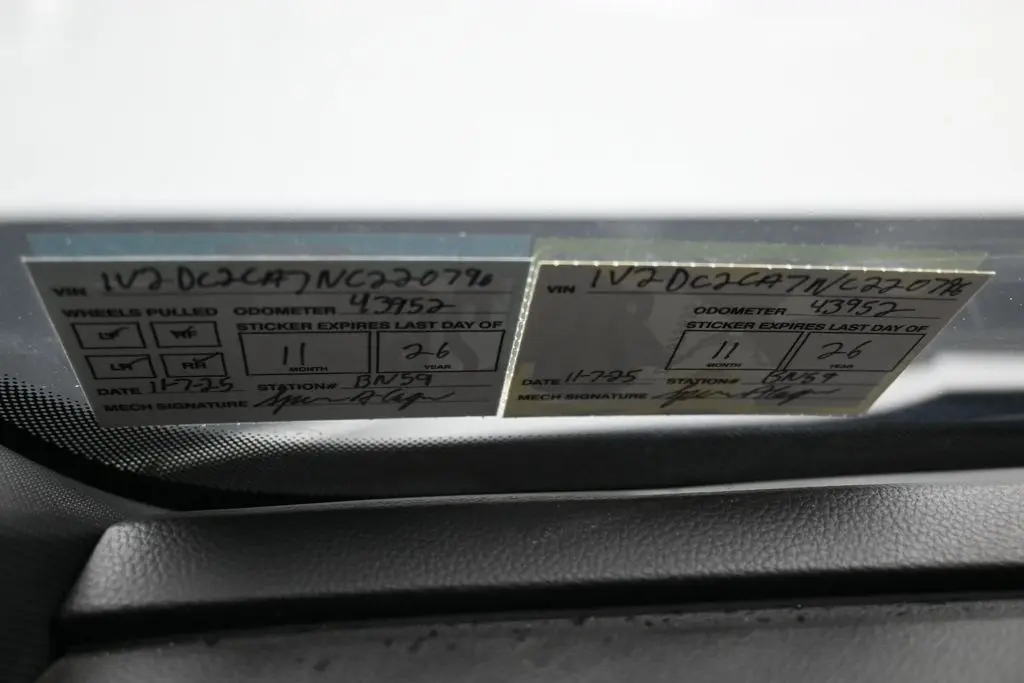 VIN 1V2DC2CA7NC220796
WHEELS PULLED ODOMETER 43952
LF RF STICKER EXPIRES LAST DAY OF
LR RR 11 26
MONTH YEAR
DATE 11-7-25 STATION# BN59
MECH SIGNATURE
VIN 1V2DC2CA7NC220796
ODOMETER 43952
STICKER EXPIRES LAST DAY OF
11 26
MONTH YEAR
DATE 11-7-25 STATION# BN59
MECH SIGNATURE